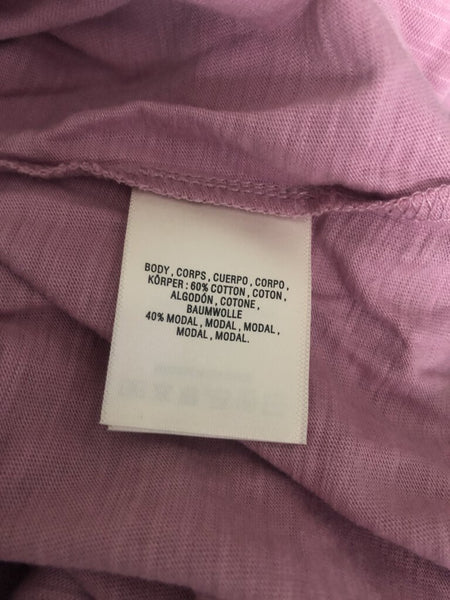 BODY, CORPS, CUERPO, CORPO,
KÖRPER: 60% COTTON, COTON,
ALGODÓN, COTONE,
BAUMWOLLE
40% MODAL, MODAL, MODAL,
MODAL, MODAL.